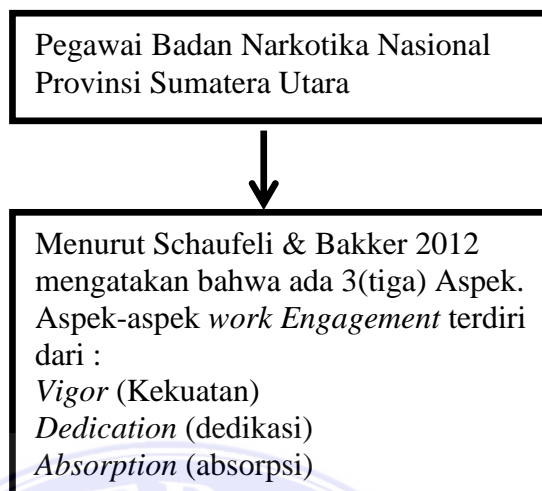 Pegawai Badan Narkotika Nasional
Provinsi Sumatera Utara
Menurut Schaufeli & Bakker 2012
mengatakan bahwa ada 3(tiga) Aspek.
Aspek-aspek work Engagement terdiri
dari :
Vigor (Kekuatan)
Dedication (dedikasi)
Absorption (absorpsi)